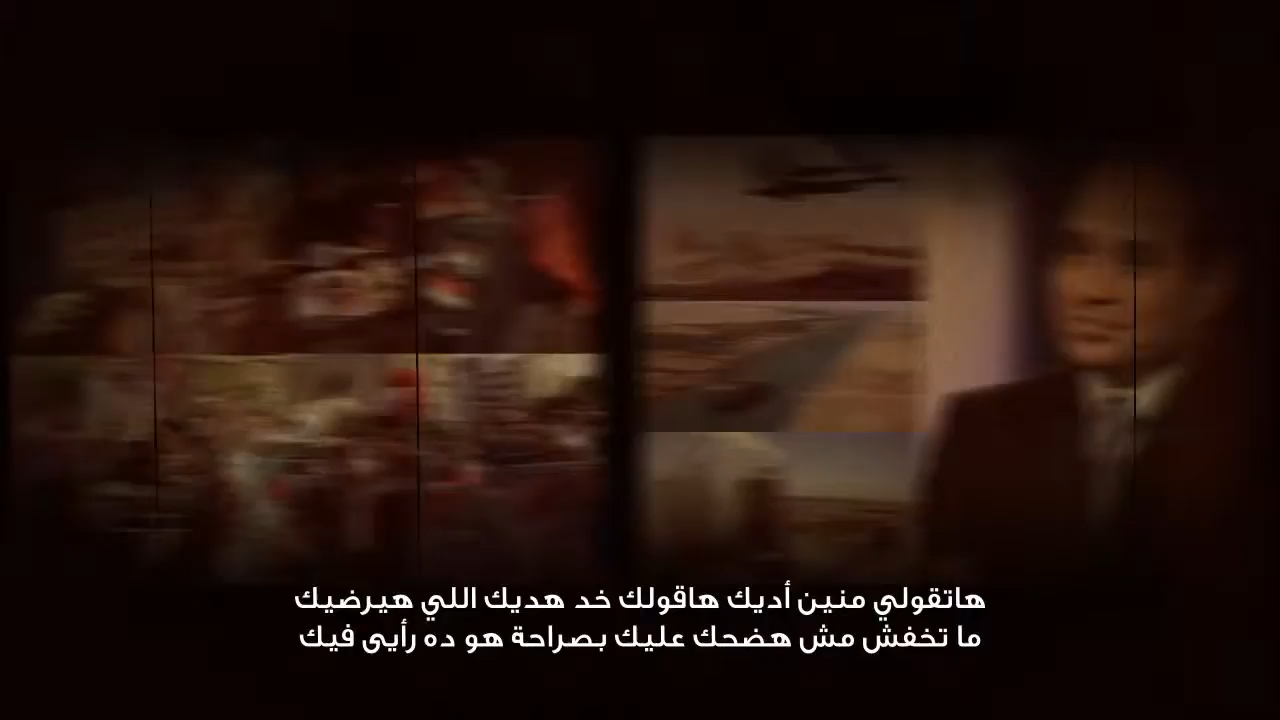 هاتقولي منين أديك هاقولك خد هديك اللي هيرضيك
ما تخفش مش هضحك عليك بصراحة هو ده رأيى فيك